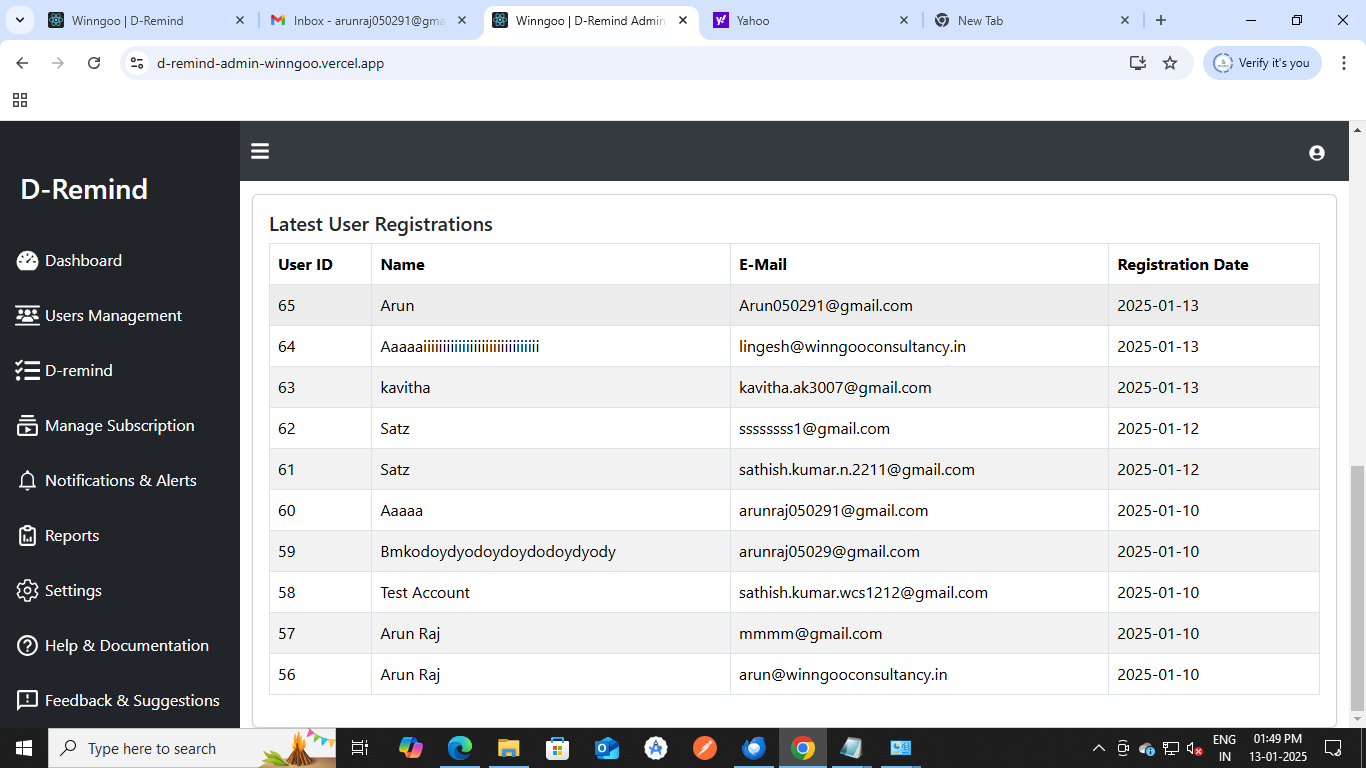 Winngoo | D-Remind
Inbox - arunraj050291@gma
Winngoo | D-Remind Admin
Yahoo
New Tab
d-remind-admin-winngoo.vercel.app
Verify it's you
D-Remind
Dashboard
Users Management
D-remind
Manage Subscription
Notifications & Alerts
Reports
Settings
Help & Documentation
Feedback & Suggestions
Latest User Registrations
User ID Name E-Mail Registration Date
65 Arun Arun050291@gmail.com 2025-01-13
64 Aaaaaiiiiiiiiiiiiiiiiiiiiiiiiiiiii lingesh@winngooconsultancy.in 2025-01-13
63 kavitha kavitha.ak3007@gmail.com 2025-01-13
62 Satz ssssssss1@gmail.com 2025-01-12
61 Satz sathish.kumar.n.2211@gmail.com 2025-01-12
60 Aaaaa arunraj050291@gmail.com 2025-01-10
59 Bmkodoydyodoydoydodoydyody arunraj05029@gmail.com 2025-01-10
58 Test Account sathish.kumar.wcs1212@gmail.com 2025-01-10
57 Arun Raj mmmm@gmail.com 2025-01-10
56 Arun Raj arun@winngooconsultancy.in 2025-01-10
Type here to search
ENG
IN
01:49 PM
13-01-2025